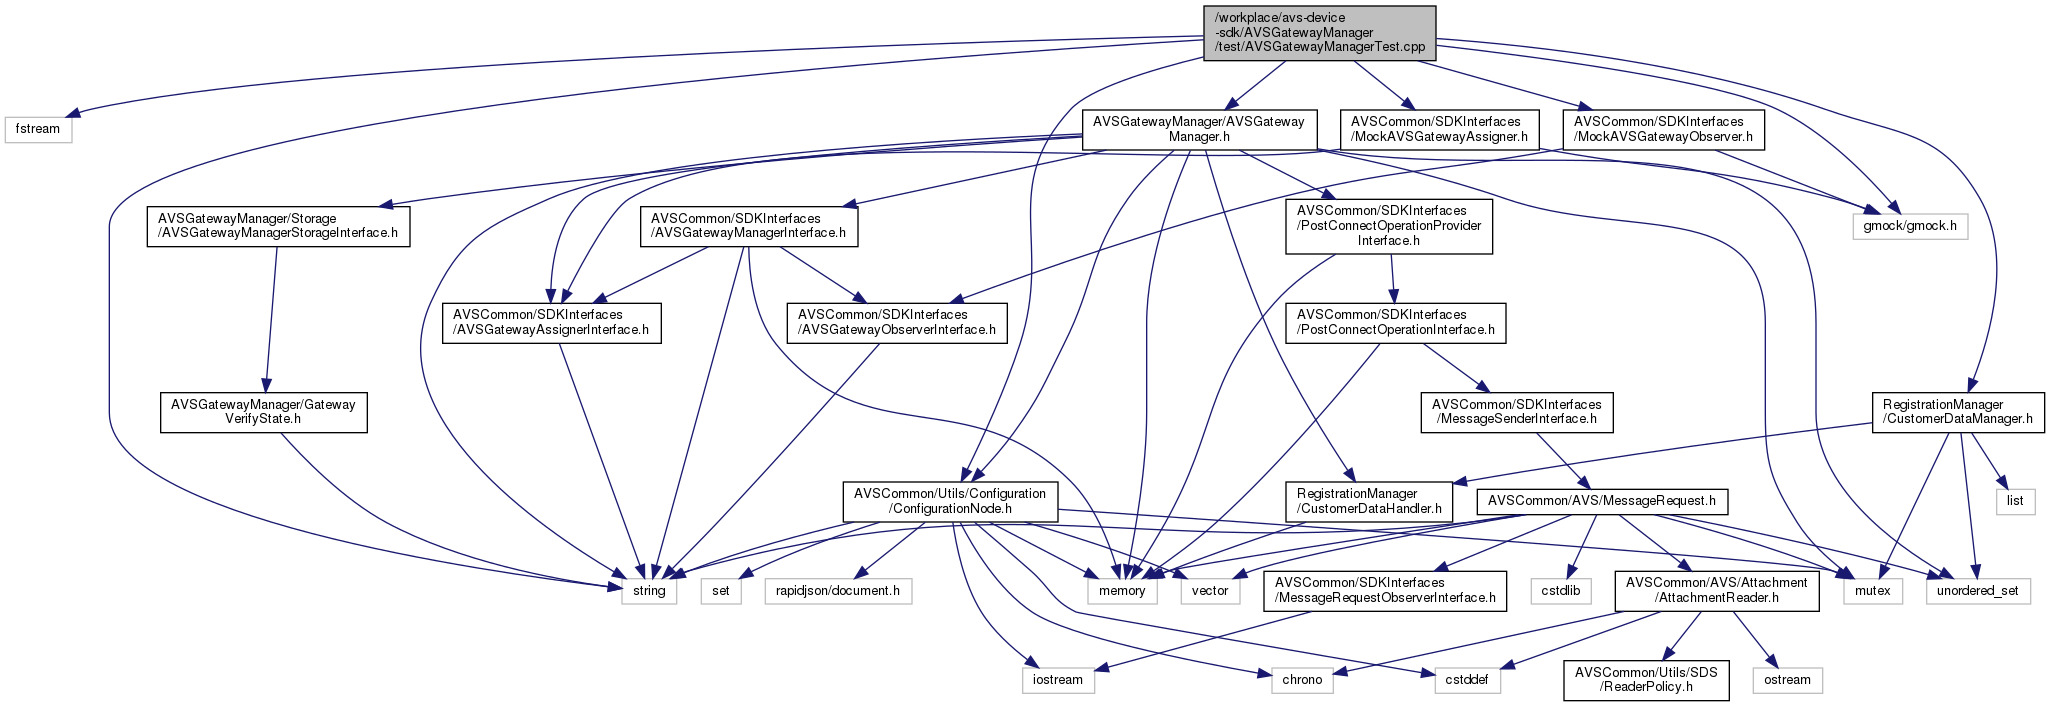 /workplace/avs-device
-sdk/AVSGatewayManager
/test/AVSGatewayManagerTest.cpp
fstream
AVSGatewayManager/AVSGateway
Manager.h
AVSCommon/SDKInterfaces
/MockAVSGatewayAssigner.h
AVSCommon/SDKInterfaces
/MockAVSGatewayObserver.h
AVSGatewayManager/Storage
/AVSGatewayManagerStorageInterface.h
AVSCommon/SDKInterfaces
/AVSGatewayManagerInterface.h
AVSCommon/SDKInterfaces
/PostConnectOperationProvider
Interface.h
gmock/gmock.h
AVSCommon/SDKInterfaces
/AVSGatewayAssignerInterface.h
AVSCommon/SDKInterfaces
/AVSGatewayObserverInterface.h
AVSCommon/SDKInterfaces
/PostConnectOperationInterface.h
AVSGatewayManager/Gateway
VerifyState.h
AVSCommon/SDKInterfaces
/MessageSenderInterface.h
RegistrationManager
/CustomerDataManager.h
AVSCommon/Utils/Configuration
/ConfigurationNode.h
RegistrationManager
/CustomerDataHandler.h
AVSCommon/AVS/MessageRequest.h
list
string
set
rapidjson/document.h
memory
vector
AVSCommon/SDKInterfaces
/MessageRequestObserverInterface.h
cstdlib
AVSCommon/AVS/Attachment
/AttachmentReader.h
mutex
unordered_set
iostream
chrono
cstddef
AVSCommon/Utils/SDS
/ReaderPolicy.h
ostream